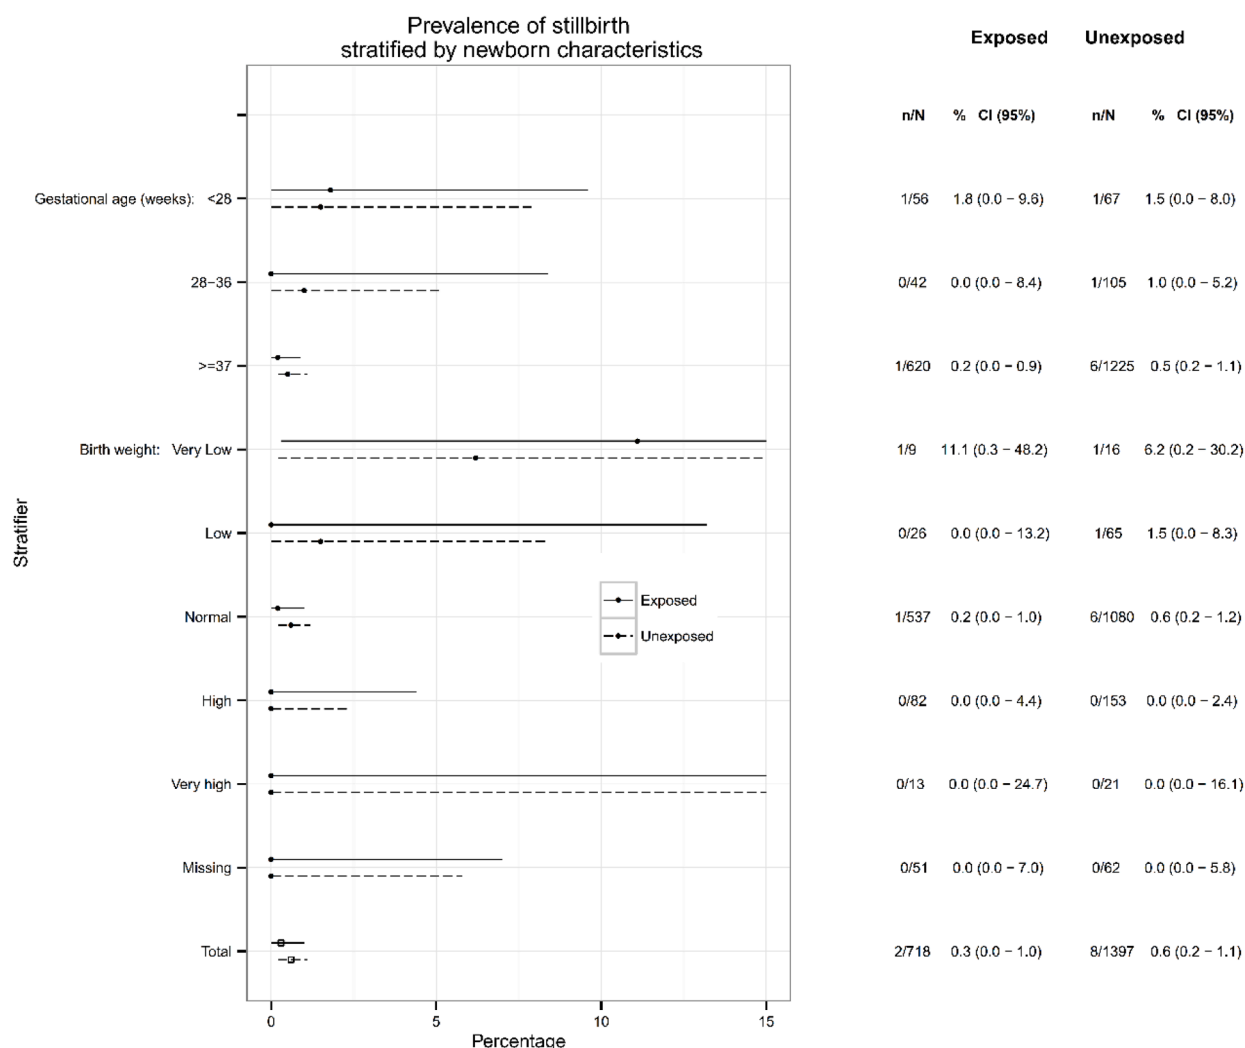 Prevalence of stillbirth
stratified by newborn characteristics
Exposed Unexposed
n/N % CI (95%) n/N % CI (95%)
Gestational age (weeks): <28 1/56 1.8 (0.0 − 9.6) 1/67 1.5 (0.0 − 8.0)
28−36 0/42 0.0 (0.0 − 8.4) 1/105 1.0 (0.0 − 5.2)
>=37 1/620 0.2 (0.0 − 0.9) 6/1225 0.5 (0.2 − 1.1)
Birth weight: Very Low 1/9 11.1 (0.3 − 48.2) 1/16 6.2 (0.2 − 30.2)
Stratifier
Low 0/26 0.0 (0.0 − 13.2) 1/65 1.5 (0.0 − 8.3)
Exposed
Normal 1/537 0.2 (0.0 − 1.0) 6/1080 0.6 (0.2 − 1.2)
Unexposed
High 0/82 0.0 (0.0 − 4.4) 0/153 0.0 (0.0 − 2.4)
Very high 0/13 0.0 (0.0 − 24.7) 0/21 0.0 (0.0 − 16.1)
Missing 0/51 0.0 (0.0 − 7.0) 0/62 0.0 (0.0 − 5.8)
Total 2/718 0.3 (0.0 − 1.0) 8/1397 0.6 (0.2 − 1.1)
0 5 10 15
Percentage